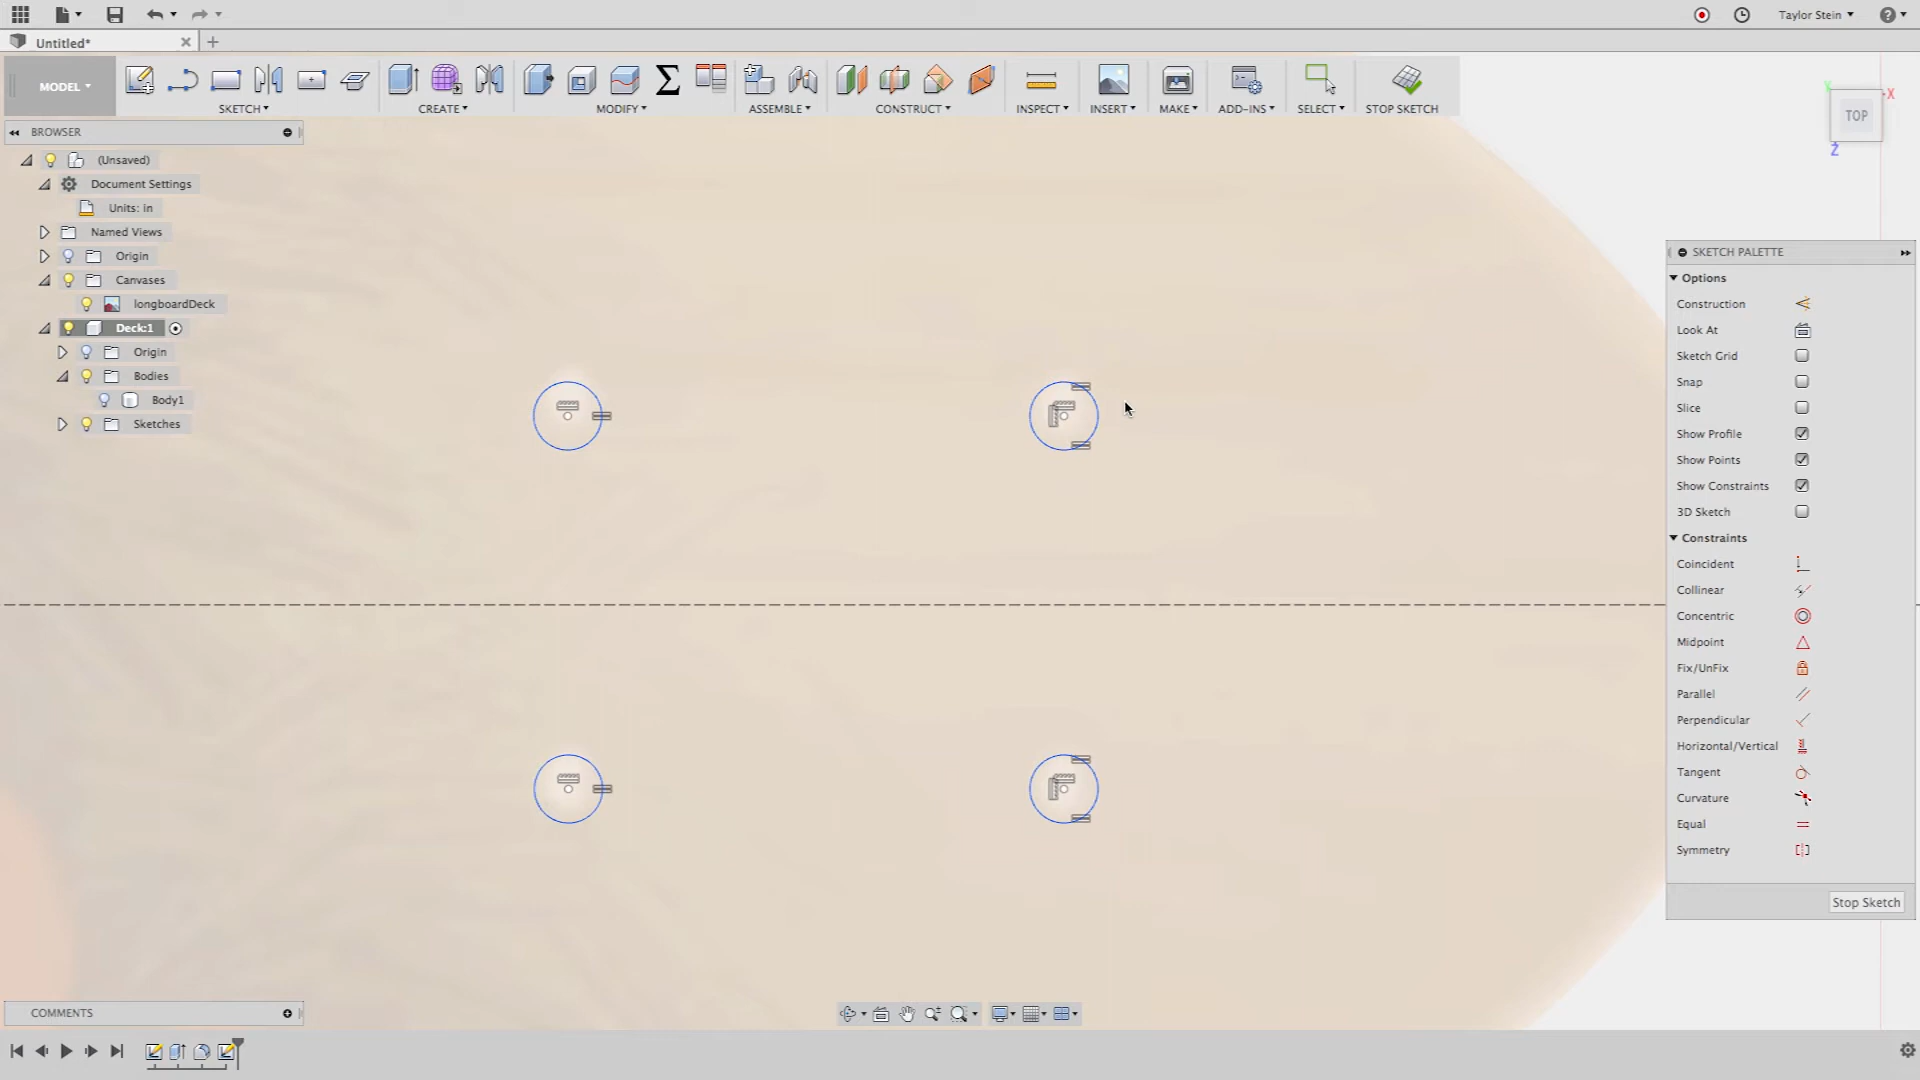 Taylor Stein
Untitled*
MODEL
SKETCH
CREATE
MODIFY
ASSEMBLE
CONSTRUCT
INSPECT
INSERT
MAKE
ADD-INS
SELECT
STOP SKETCH
X
TOP
Z
BROWSER
(Unsaved)
Document Settings
Units: in
Named Views
Origin
Canvases
longboardDeck
Deck:1
Origin
Bodies
Body1
Sketches
SKETCH PALETTE
Options
Construction
Look At
Sketch Grid
Snap
Slice
Show Profile
Show Points
Show Constraints
3D Sketch
Constraints
Coincident
Collinear
Concentric
Midpoint
Fix/UnFix
Parallel
Perpendicular
Horizontal/Vertical
Tangent
Curvature
Equal
Symmetry
Stop Sketch
COMMENTS